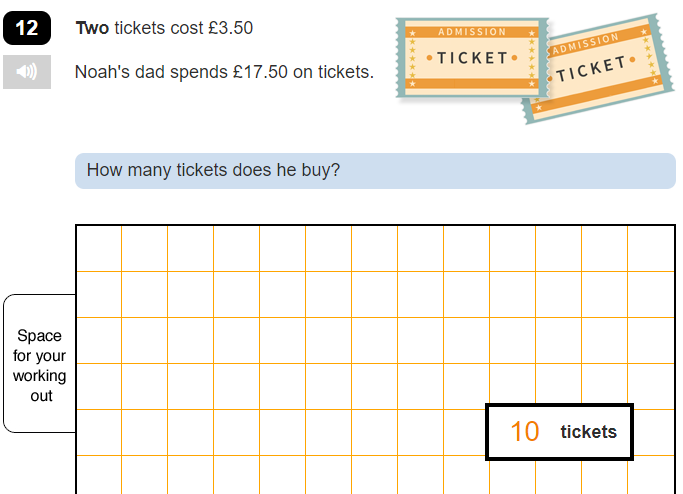 12
Two tickets cost £3.50
Noah's dad spends £17.50 on tickets.
ADMISSION
TICKET
ADMISSION
TICKET
How many tickets does he buy?
Space
for your
working
out
10 tickets